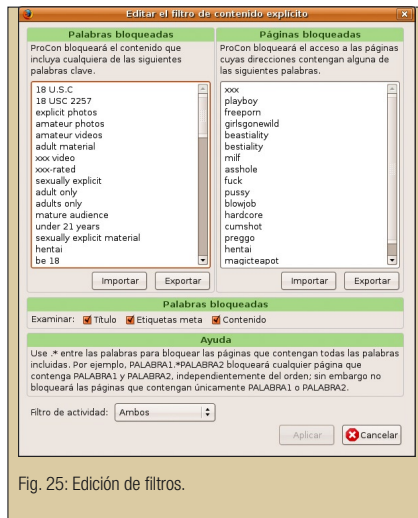 Editar el filtro de contenido explícito
Palabras bloqueadas
ProCon bloqueará el contenido que
incluya cualquiera de las siguientes
palabras clave.
18 U.S.C
18 USC 2257
explicit photos
amateur photos
amateur videos
adult material
xxx video
xxx-rated
sexually explicit
adult only
adults only
mature audience
under 21 years
sexually explicit material
hentai
be 18
Importar
Exportar
Páginas bloqueadas
ProCon bloqueará el acceso a las páginas
cuyas direcciones contengan alguna de
las siguientes palabras.
xxx
playboy
freeporn
girlsgonewild
beastiality
bestiality
milf
asshole
fuck
pussy
blowjob
hardcore
cumshot
preggo
hentai
magicteapot
Importar
Exportar
Palabras bloqueadas
Examinar: Título Etiquetas meta Contenido
Ayuda
Use .* entre las palabras para bloquear las páginas que contengan todas las palabras
incluidas. Por ejemplo, PALABRA1.*PALABRA2 bloqueará cualquier página que
contenga PALABRA1 y PALABRA2, independientemente del orden; sin embargo no
bloqueará las páginas que contengan únicamente PALABRA1 o PALABRA2.
Filtro de actividad: Ambos
Aplicar
Cancelar
Fig. 25: Edición de filtros.